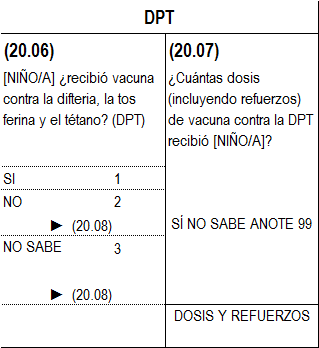 DPT
(20.06)
[NIÑO/A] ¿recibió vacuna
contra la difteria, la tos
ferina y el tétano? (DPT)
SI 1
NO 2
► (20.08)
NO SABE 3
► (20.08)
(20.07)
¿Cuántas dosis
(incluyendo refuerzos)
de vacuna contra la DPT
recibió [NIÑO/A]?
SÍ NO SABE ANOTE 99
DOSIS Y REFUERZOS